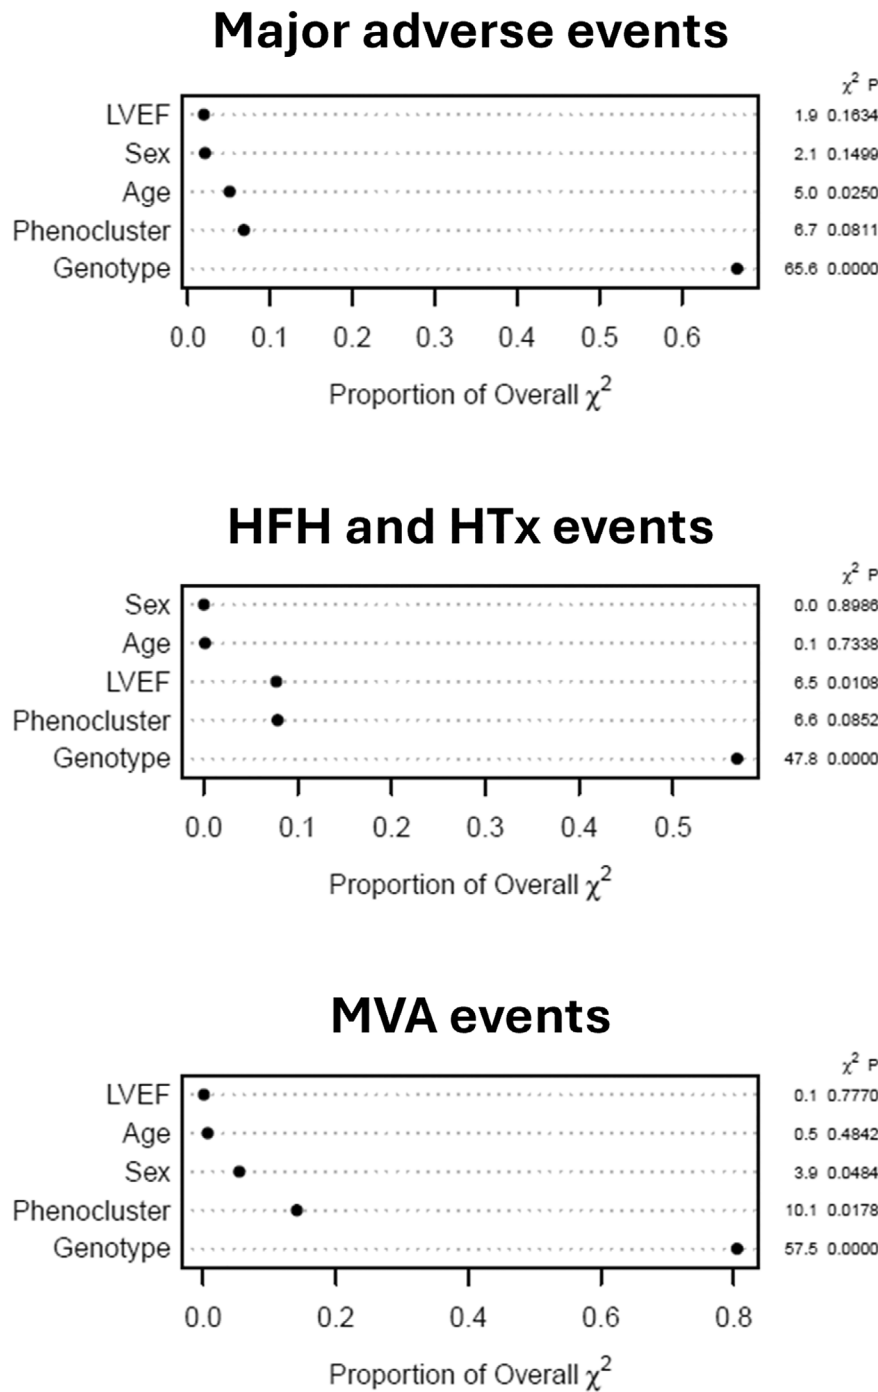 Major adverse events
χ² P
LVEF 1.9 0.1634
Sex 2.1 0.1499
Age 5.0 0.0250
Phenocluster 6.7 0.0811
Genotype 65.6 0.0000
0.0 0.1 0.2 0.3 0.4 0.5 0.6
Proportion of Overall χ²
HFH and HTx events
χ² P
Sex 0.0 0.8986
Age 0.1 0.7338
LVEF 6.5 0.0108
Phenocluster 6.6 0.0852
Genotype 47.8 0.0000
0.0 0.1 0.2 0.3 0.4 0.5
Proportion of Overall χ²
MVA events
χ² P
LVEF 0.1 0.7770
Age 0.5 0.4842
Sex 3.9 0.0484
Phenocluster 10.1 0.0178
Genotype 57.5 0.0000
0.0 0.2 0.4 0.6 0.8
Proportion of Overall χ²